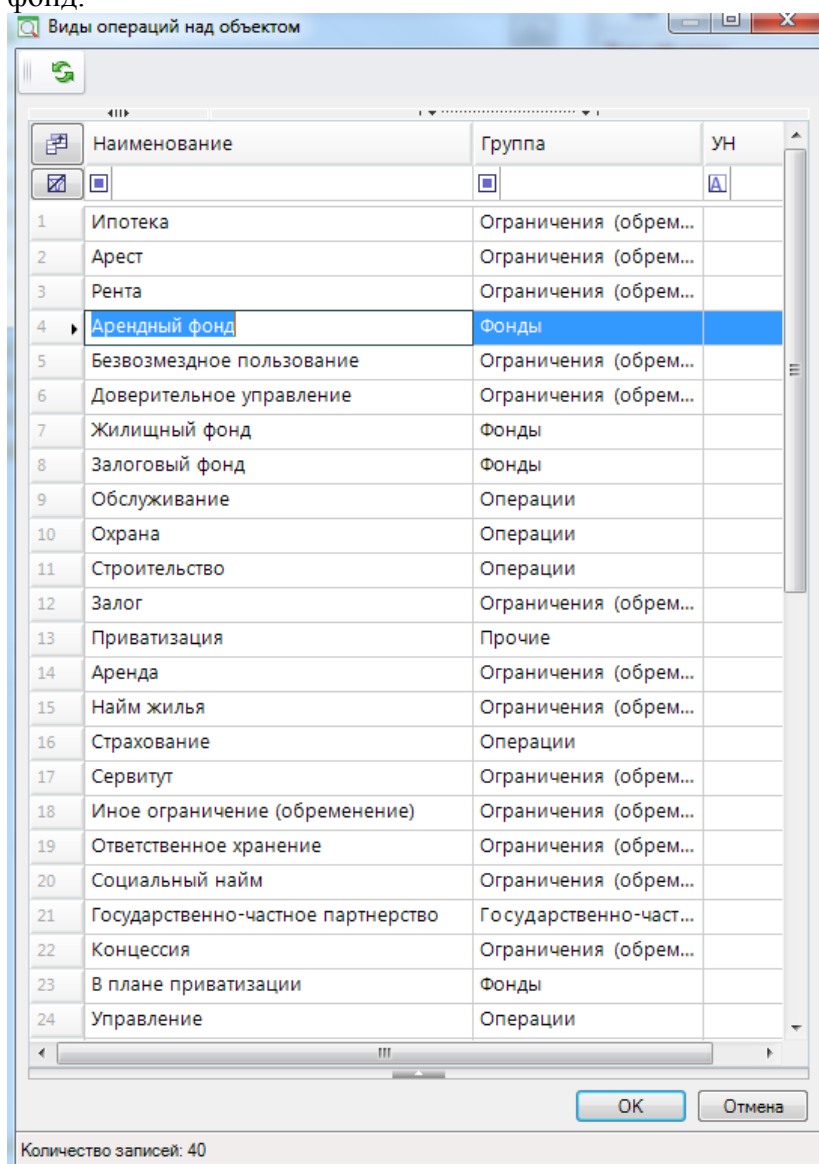 фонд.
Виды операций над объектом
Наименование Группа УН
A
1 Ипотека Ограничения (обрем...
2 Арест Ограничения (обрем...
3 Рента Ограничения (обрем...
4 Арендный фонд Фонды
5 Безвозмездное пользование Ограничения (обрем...
6 Доверительное управление Ограничения (обрем...
7 Жилищный фонд Фонды
8 Залоговый фонд Фонды
9 Обслуживание Операции
10 Охрана Операции
11 Строительство Операции
12 Залог Ограничения (обрем...
13 Приватизация Прочие
14 Аренда Ограничения (обрем...
15 Найм жилья Ограничения (обрем...
16 Страхование Операции
17 Сервитут Ограничения (обрем...
18 Иное ограничение (обременение) Ограничения (обрем...
19 Ответственное хранение Ограничения (обрем...
20 Социальный найм Ограничения (обрем...
21 Государственно-частное партнерство Государственно-част...
22 Концессия Ограничения (обрем...
23 В плане приватизации Фонды
24 Управление Операции
OK Отмена
Количество записей: 40